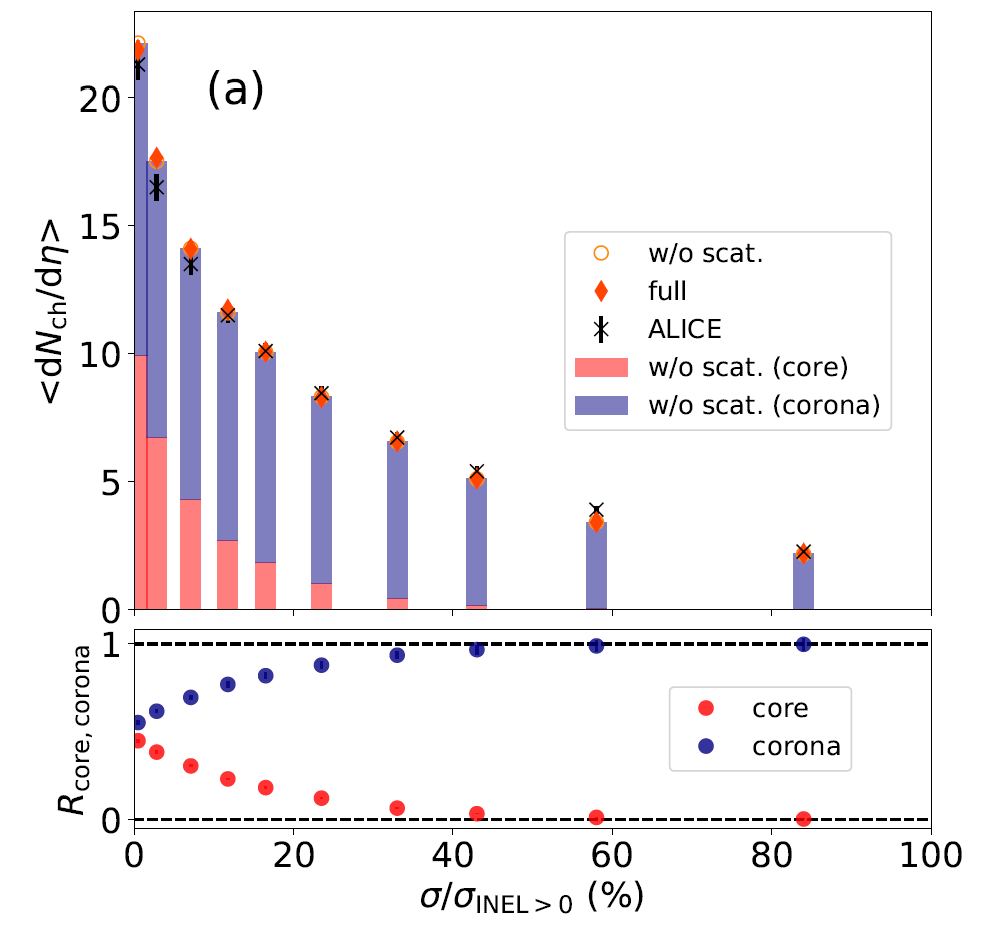 (a)
<dN_ch/dη>
20
15
10
5
0
w/o scat.
full
ALICE
w/o scat. (core)
w/o scat. (corona)
R_core, corona
1
0
core
corona
0 20 40 60 80 100
σ/σ_INEL > 0 (%)